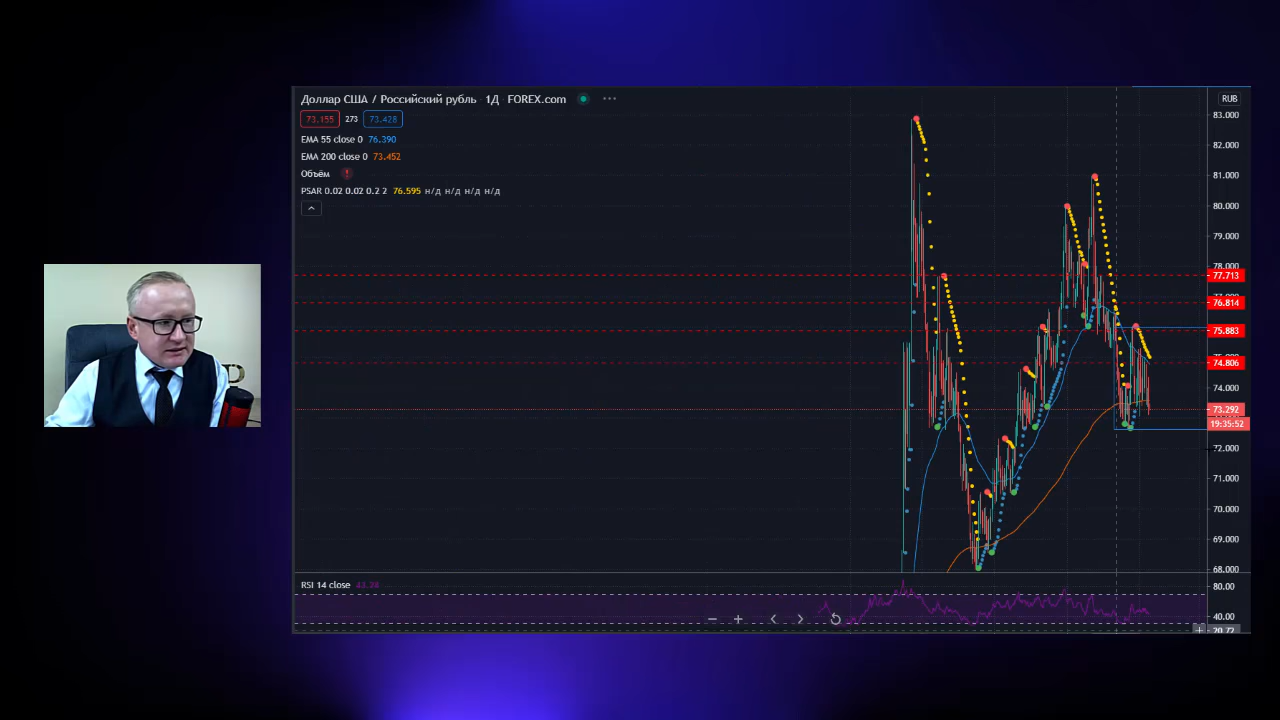 Доллар США / Российский рубль 1Д FOREX.com
RUB
73.155 273 73.428
EMA 55 close 0 76.390
EMA 200 close 0 73.452
Объём
PSAR 0.02 0.02 0.2 2 76.595 н/д н/д н/д н/д
83.000
82.000
81.000
80.000
79.000
78.000
77.713
76.814
75.883
74.806
74.000
73.292
19:35:52
72.000
71.000
70.000
69.000
68.000
RSI 14 close
80.00
40.00
20.72